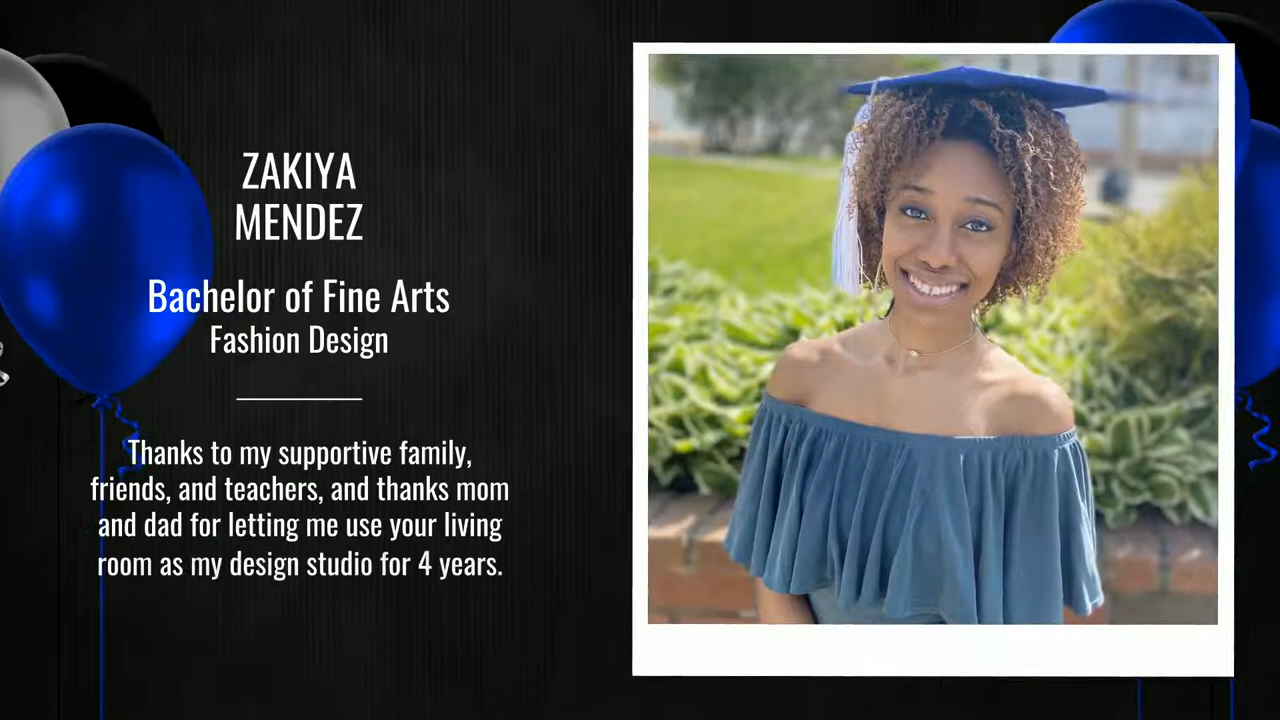 ZAKIYA
MENDEZ
Bachelor of Fine Arts
Fashion Design
Thanks to my supportive family,
friends, and teachers, and thanks mom
and dad for letting me use your living
room as my design studio for 4 years.